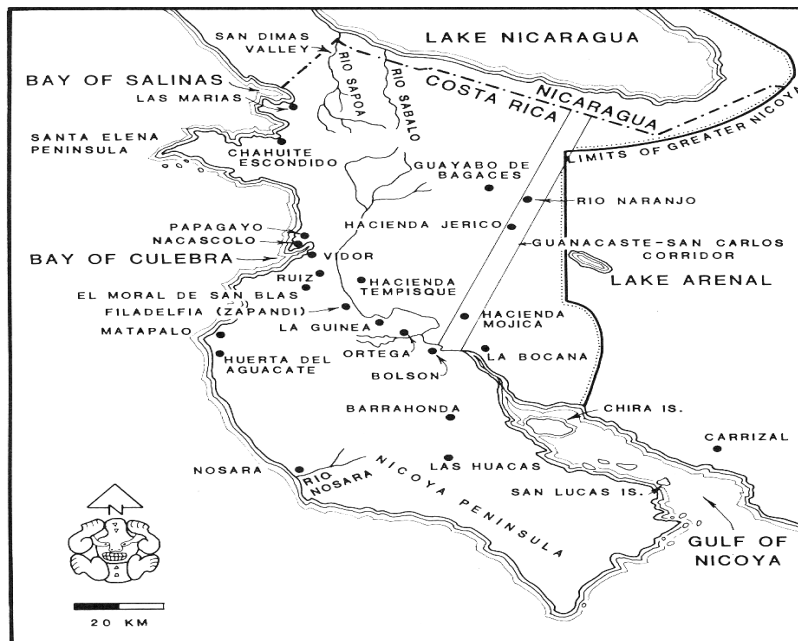 SAN DIMAS
VALLEY
LAKE NICARAGUA
BAY OF SALINAS
LAS MARIAS
RIO SAPOA
RIO SABALO
NICARAGUA
COSTA RICA
SANTA ELENA
PENINSULA
CHAHUITE
ESCONDIDO
LIMITS OF GREATER NICOYA
GUAYABO DE
BAGACES
RIO NARANJO
HACIENDA JERICO
PAPAGAYO
NACASCOLO
BAY OF CULEBRA
VIDOR
GUANACASTE-SAN CARLOS
CORRIDOR
RUIZ
HACIENDA
TEMPISQUE
LAKE ARENAL
EL MORAL DE SAN BLAS
FILADELFIA (ZAPANDI)
LA GUINEA
HACIENDA
MOJICA
MATAPALO
HUERTA DEL
AGUACATE
ORTEGA
BOLSON
LA BOCANA
BARRAHONDA
CHIRA IS.
CARRIZAL
NOSARA
RIO
NOSARA
LAS HUACAS
NICOYA PENINSULA
SAN LUCAS IS.
GULF OF
NICOYA
N
20 KM